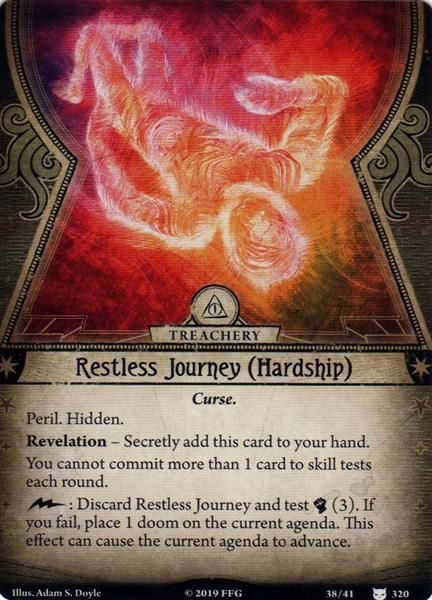 TREACHERY
Restless Journey (Hardship)
Curse.
Peril. Hidden.
Revelation – Secretly add this card to your hand.
You cannot commit more than 1 card to skill tests
each round.
: Discard Restless Journey and test (3). If
you fail, place 1 doom on the current agenda. This
effect can cause the current agenda to advance.
Illus. Adam S. Doyle © 2019 FFG 38/41 320